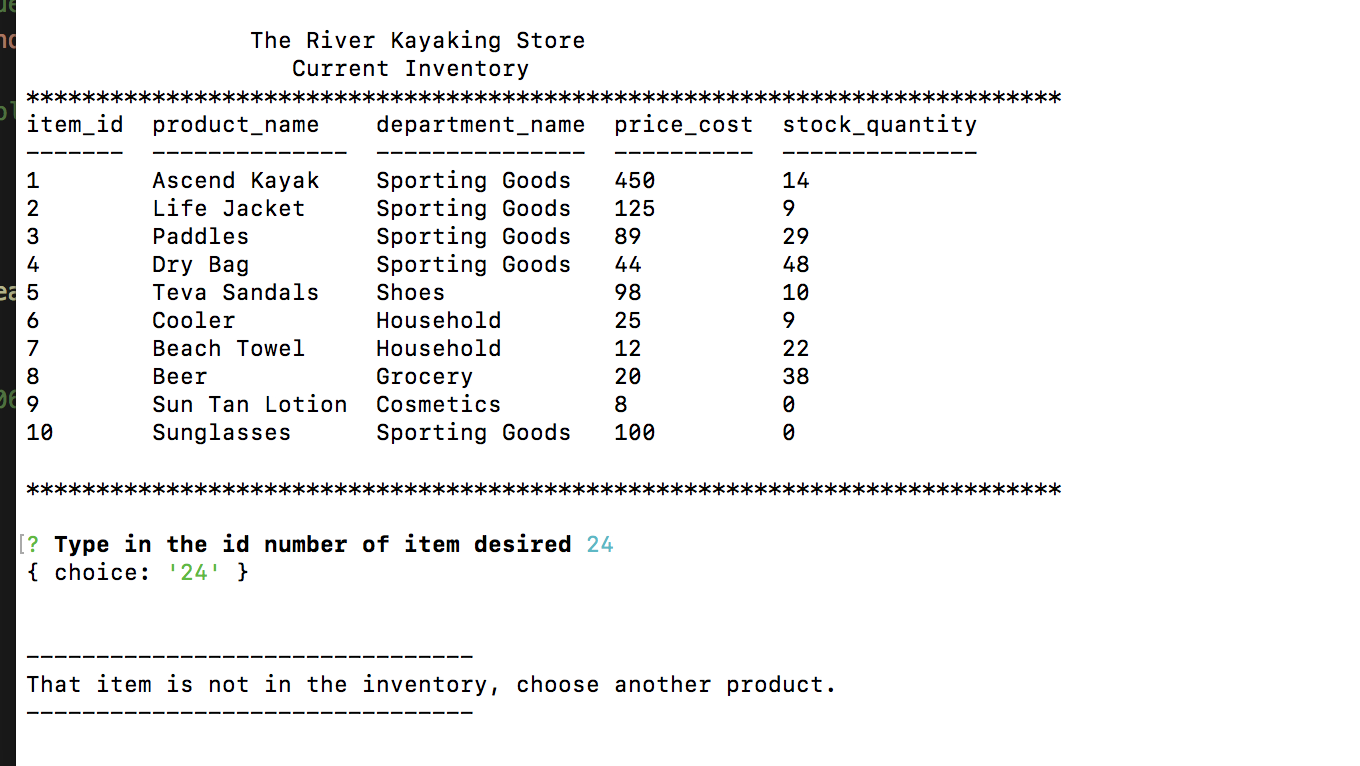 The River Kayaking Store
Current Inventory
**************************************************************************
item_id  product_name    department_name  price_cost  stock_quantity
-------  --------------  ---------------  ----------  --------------
1        Ascend Kayak    Sporting Goods   450         14
2        Life Jacket     Sporting Goods   125         9
3        Paddles         Sporting Goods   89          29
4        Dry Bag         Sporting Goods   44          48
5        Teva Sandals    Shoes            98          10
6        Cooler          Household        25          9
7        Beach Towel     Household        12          22
8        Beer            Grocery          20          38
9        Sun Tan Lotion  Cosmetics        8           0
10       Sunglasses      Sporting Goods   100         0
**************************************************************************
[? Type in the id number of item desired 24
{ choice: '24' }
--------------------------------
That item is not in the inventory, choose another product.
--------------------------------